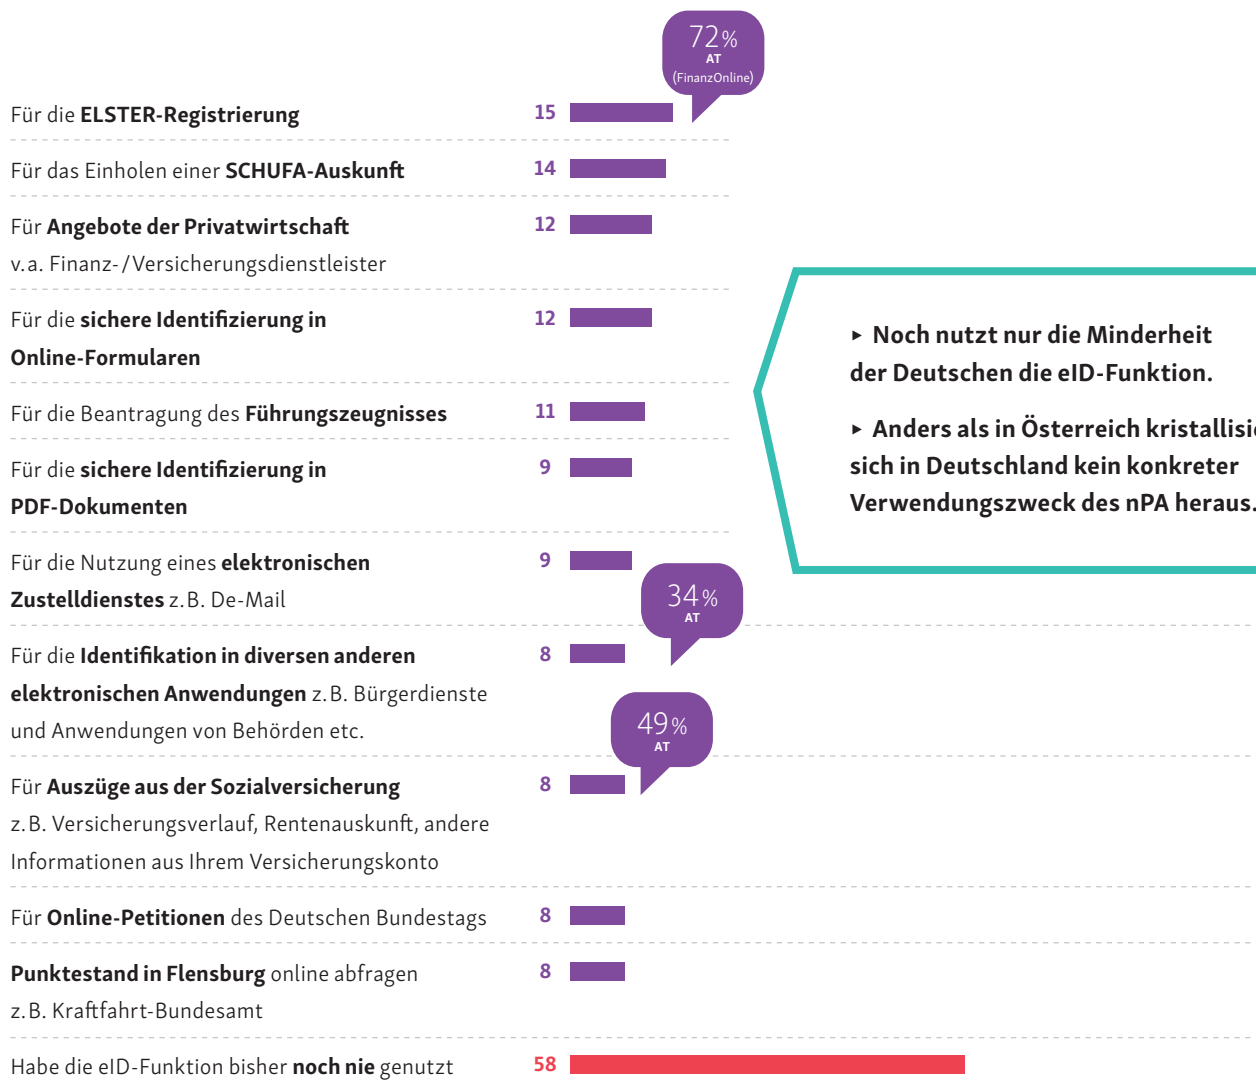 72%
AT
(FinanzOnline)
Für die ELSTER-Registrierung 15
Für das Einholen einer SCHUFA-Auskunft 14
Für Angebote der Privatwirtschaft 12
v.a. Finanz-/Versicherungsdienstleister
Für die sichere Identifizierung in 12
Online-Formularen
Für die Beantragung des Führungszeugnisses 11
Für die sichere Identifizierung in 9
PDF-Dokumenten
Für die Nutzung eines elektronischen 9
Zustelldienstes z.B. De-Mail
34%
AT
Für die Identifikation in diversen anderen 8
elektronischen Anwendungen z.B. Bürgerdienste
und Anwendungen von Behörden etc.
49%
AT
Für Auszüge aus der Sozialversicherung 8
z.B. Versicherungsverlauf, Rentenauskunft, andere
Informationen aus Ihrem Versicherungskonto
Für Online-Petitionen des Deutschen Bundestags 8
Punktestand in Flensburg online abfragen 8
z.B. Kraftfahrt-Bundesamt
Habe die eID-Funktion bisher noch nie genutzt 58
▸ Noch nutzt nur die Minderheit
der Deutschen die eID-Funktion.
▸ Anders als in Österreich
sich in Deutschland kein konkreter
Verwendungszweck des nPA heraus.